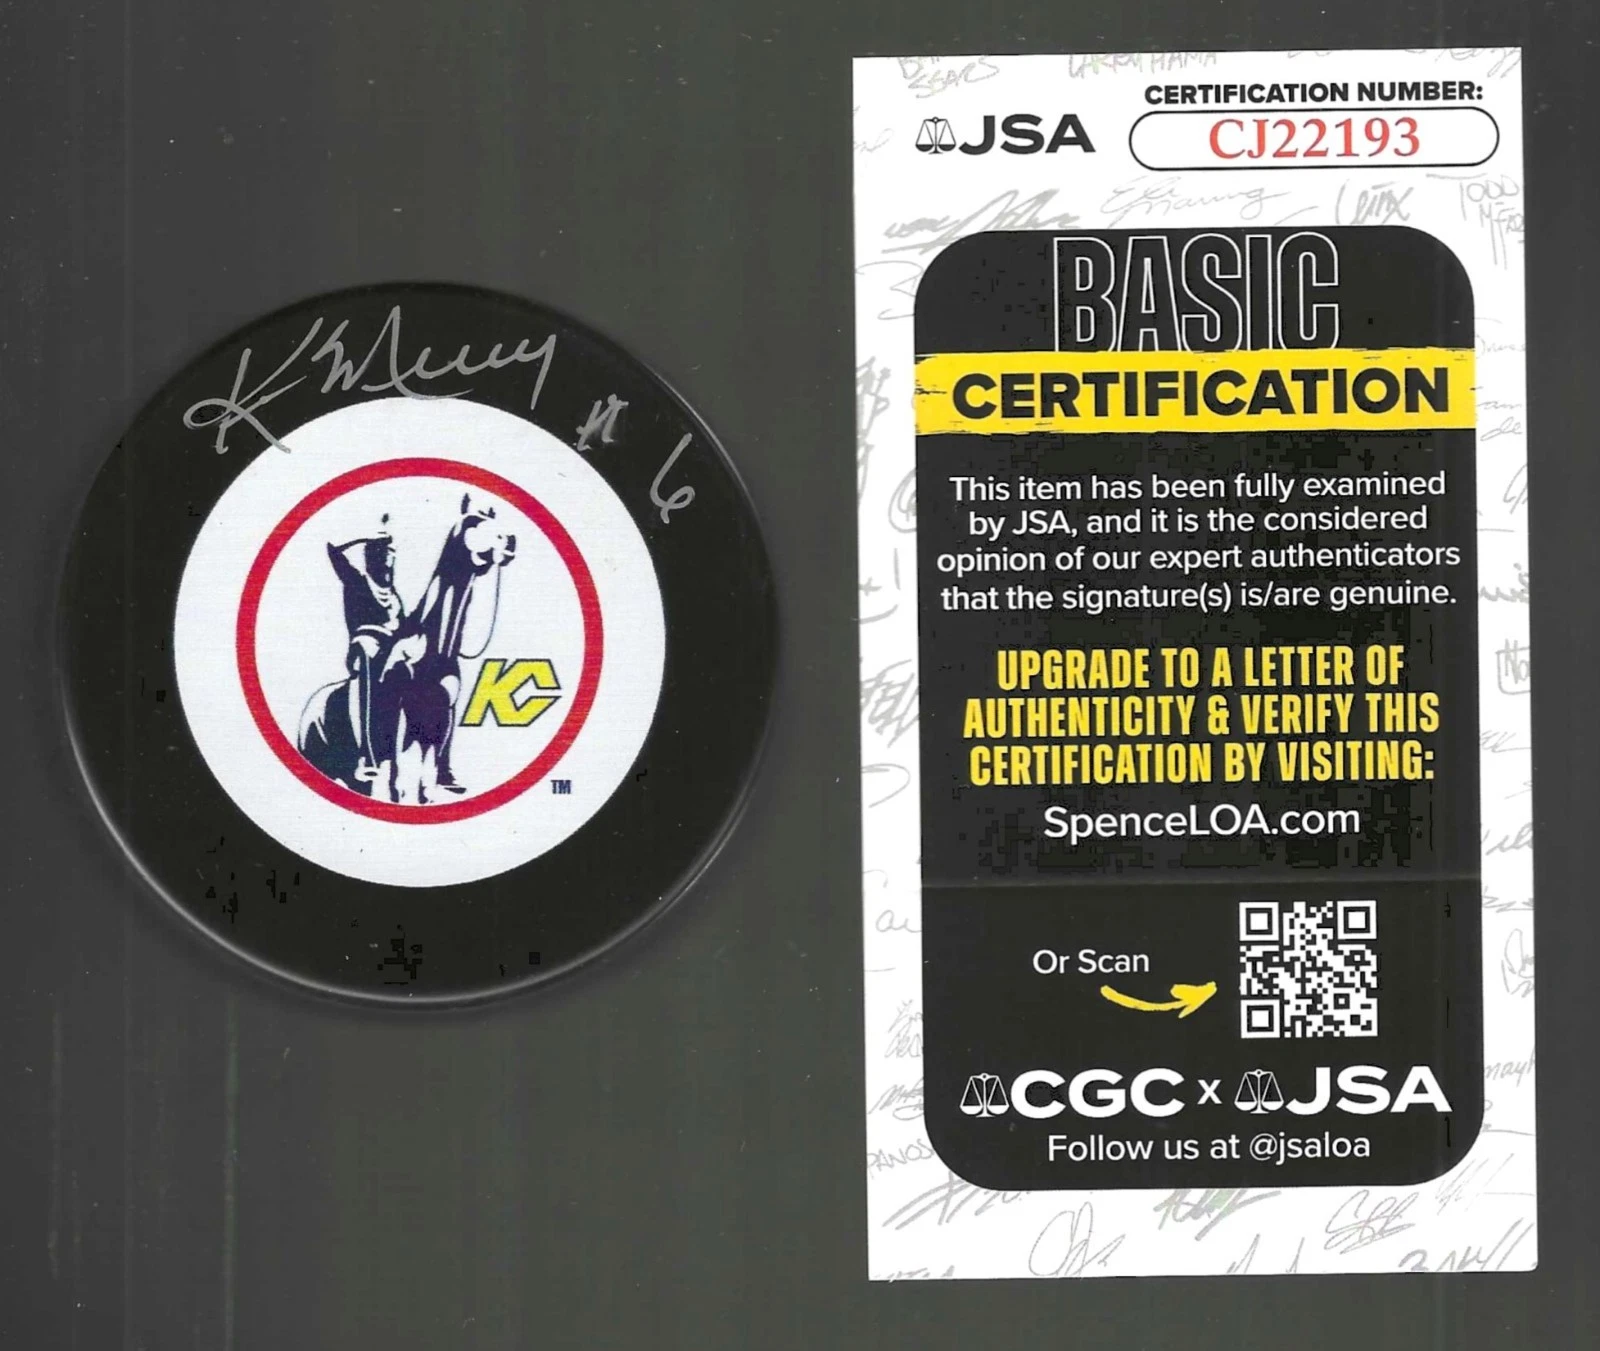 K Murray
# 6
KC
TM
JSA
CERTIFICATION NUMBER:
CJ22193
BASIC
CERTIFICATION
This item has been fully examined
by JSA, and it is the considered
opinion of our expert authenticators
that the signature(s) is/are genuine.
UPGRADE TO A LETTER OF
AUTHENTICITY & VERIFY THIS
CERTIFICATION BY VISITING:
SpenceLOA.com
Or Scan
CGC x JSA
Follow us at @jsaloa